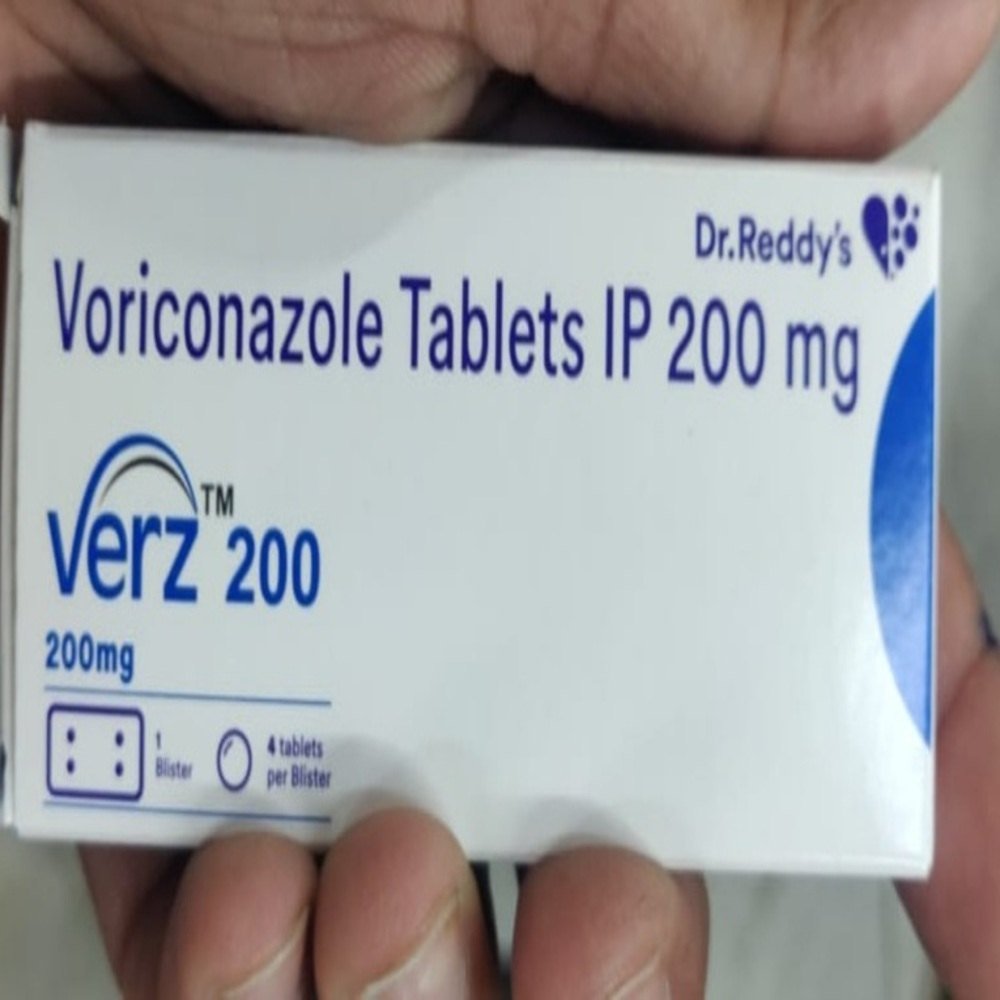 Dr.Reddy's
Voriconazole Tablets IP 200 mg
verz™ 200
200mg
1
Blister
4 tablets
per Blister